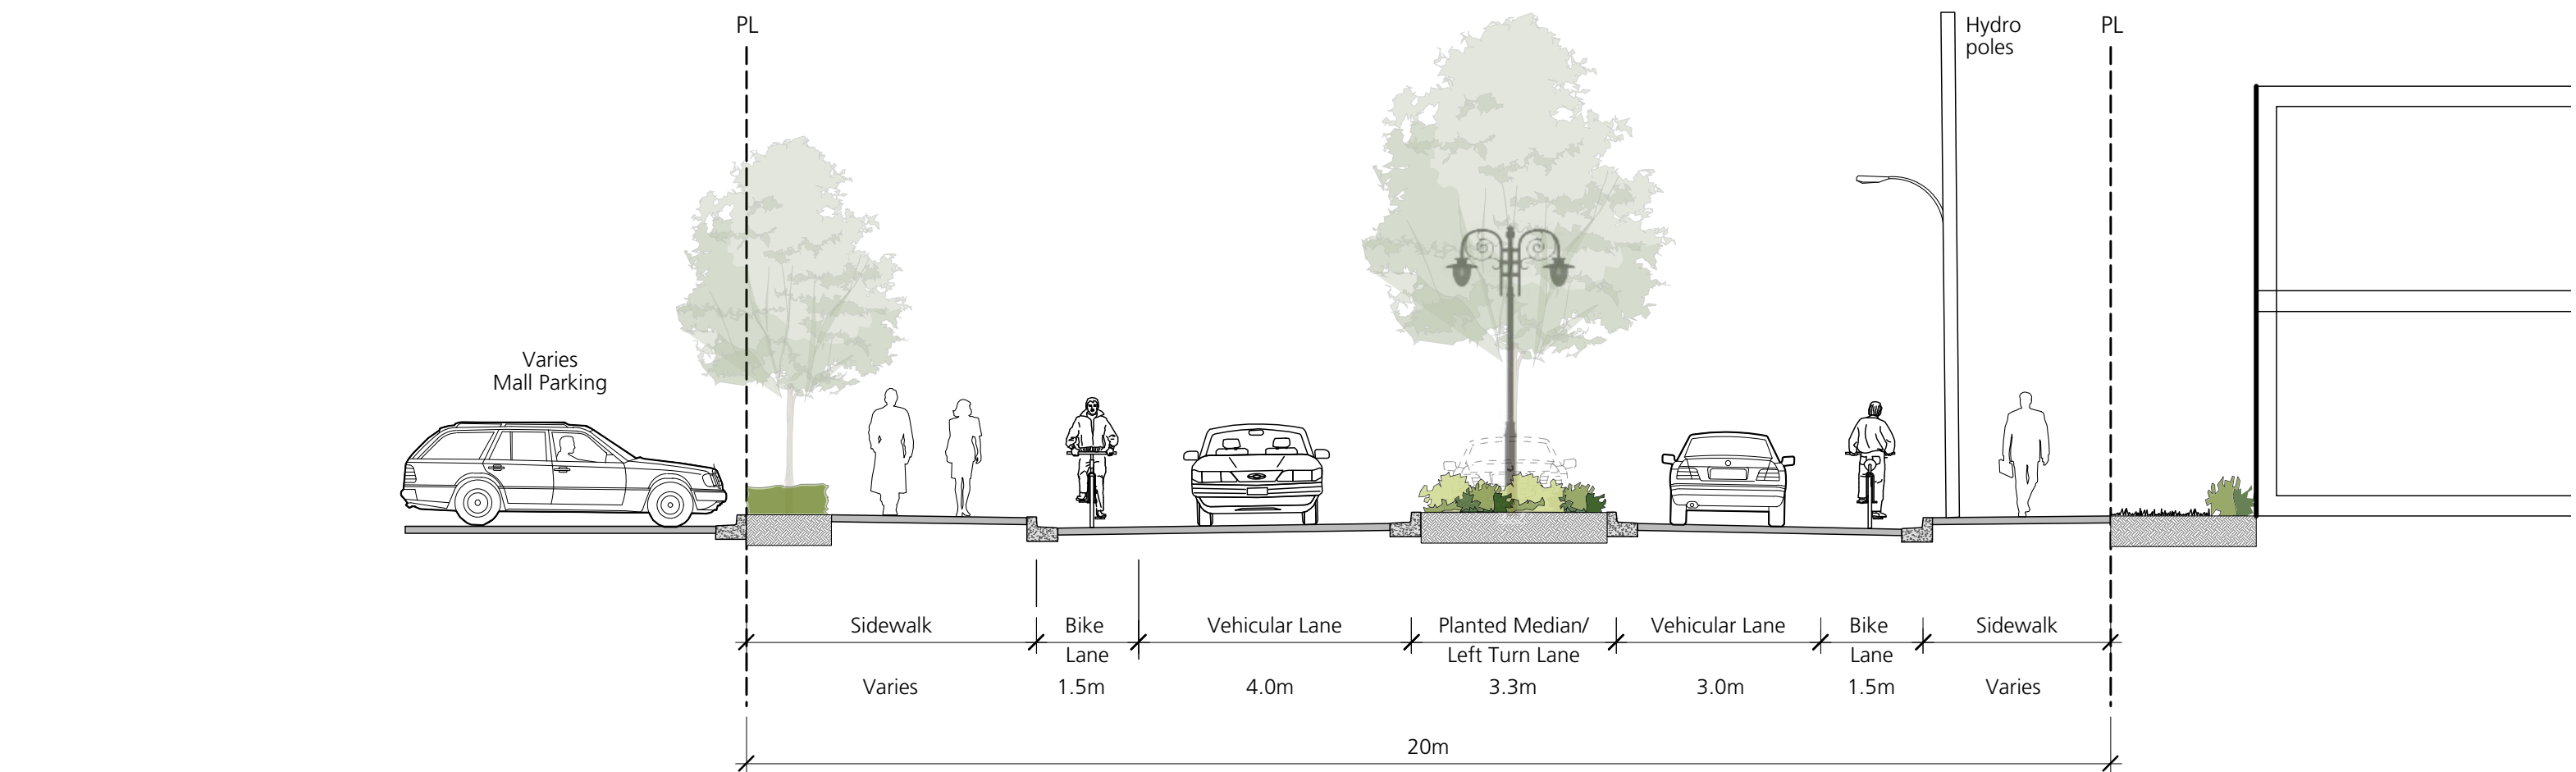 PL
Hydro
poles
PL
Varies
Mall Parking
Sidewalk
Bike
Lane
Vehicular Lane
Planted Median/
Left Turn Lane
Vehicular Lane
Bike
Lane
Sidewalk
Varies
1.5m
4.0m
3.3m
3.0m
1.5m
Varies
20m